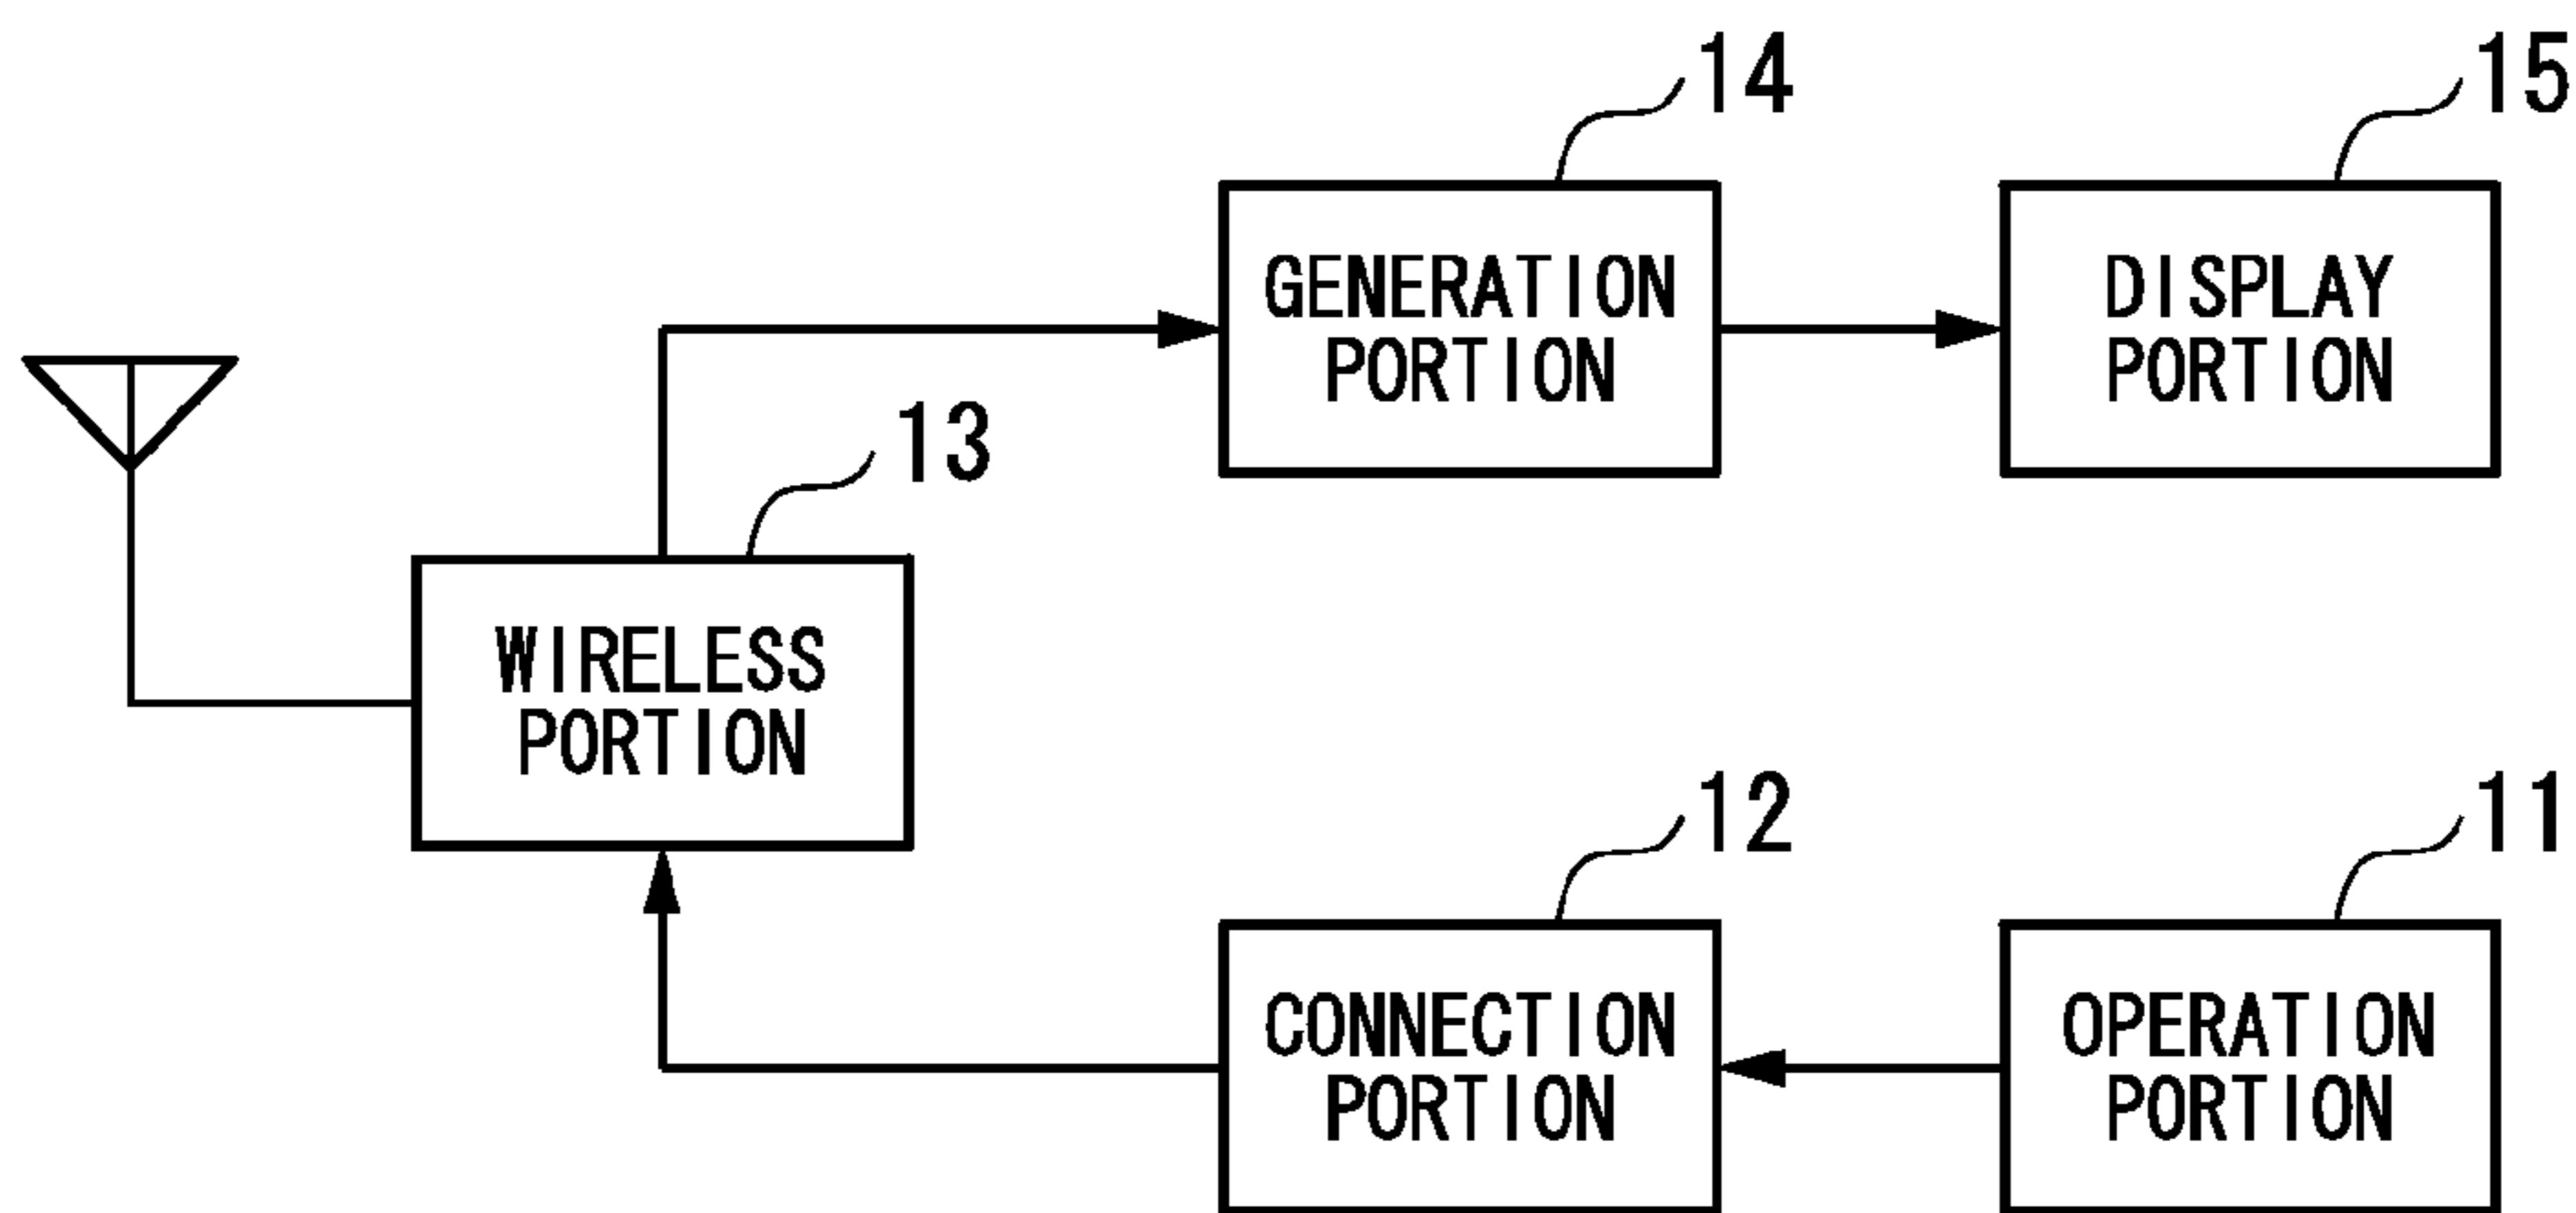 14
15
GENERATION
PORTION
DISPLAY
PORTION
13
WIRELESS
PORTION
12
11
CONNECTION
PORTION
OPERATION
PORTION